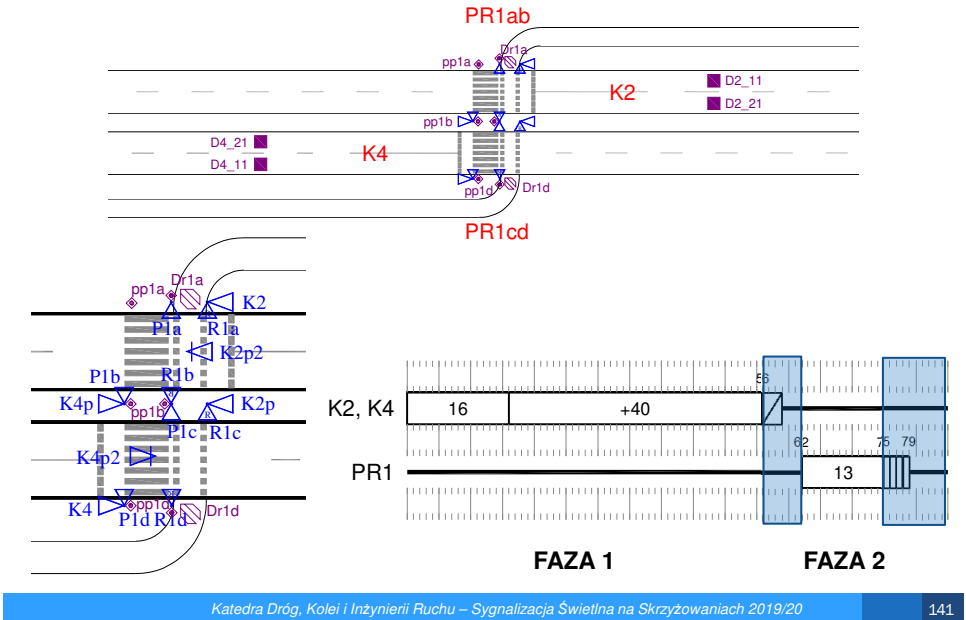 PR1ab
pp1a
Dr1a
K2
D2_11
D2_21
pp1b
D4_21
D4_11
K4
pp1d
Dr1d
PR1cd
pp1a
Dr1a
K2
P1a
R1a
K2p2
P1b
R1b
K4p
pp1b
K2p
R
P1c
R1c
K4p2
K4
pp1d
P1d
R1d
Dr1d
56
K2, K4
16
+40
62
75
79
PR1
13
FAZA 1
FAZA 2
Katedra Dróg, Kolei i Inżynierii Ruchu – Sygnalizacja Świetlna na Skrzyżowaniach 2019/20
141